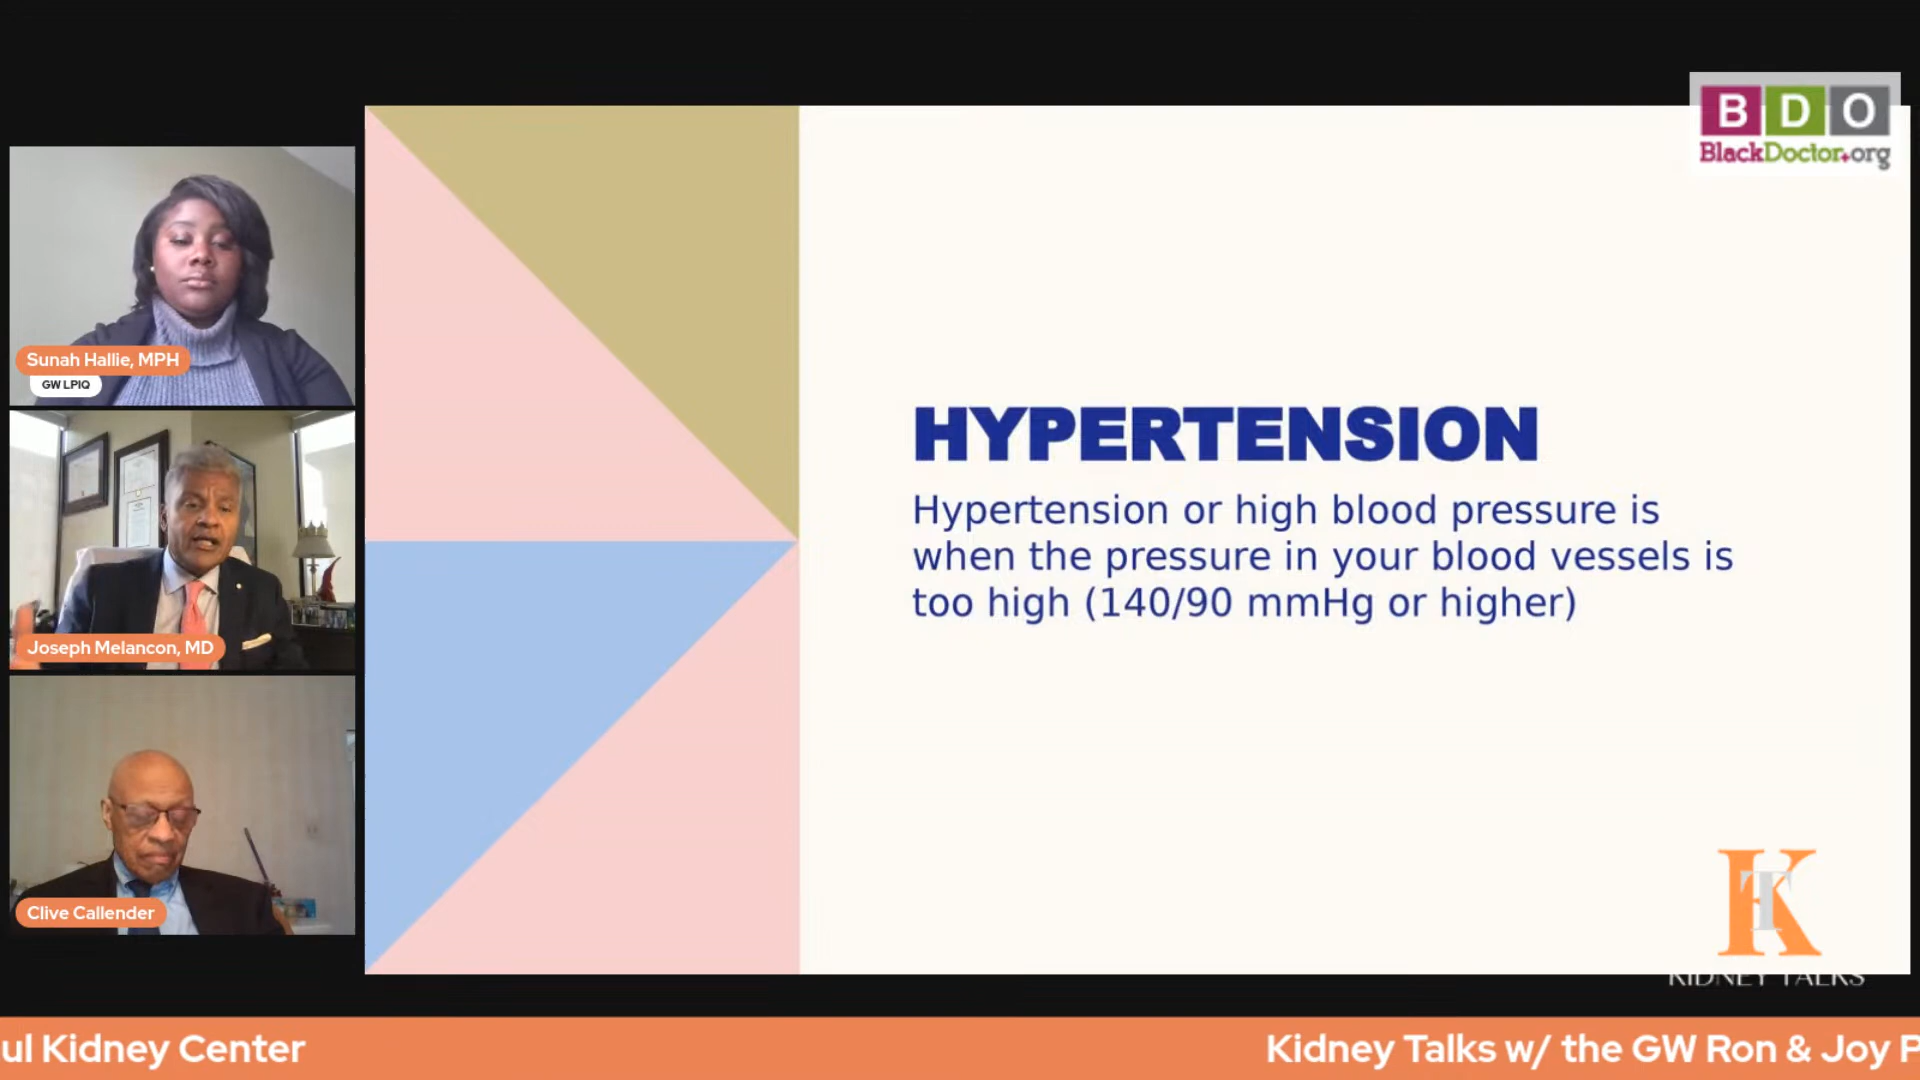 B D O
BlackDoctor.org
Sunah Hallie, MPH
GW LPIQ
Joseph Melancon, MD
Clive Callender
HYPERTENSION
Hypertension or high blood pressure is
when the pressure in your blood vessels is
too high (140/90 mmHg or higher)
KT
KIDNEY TALKS
ul Kidney Center
Kidney Talks w/ the GW Ron & Joy P